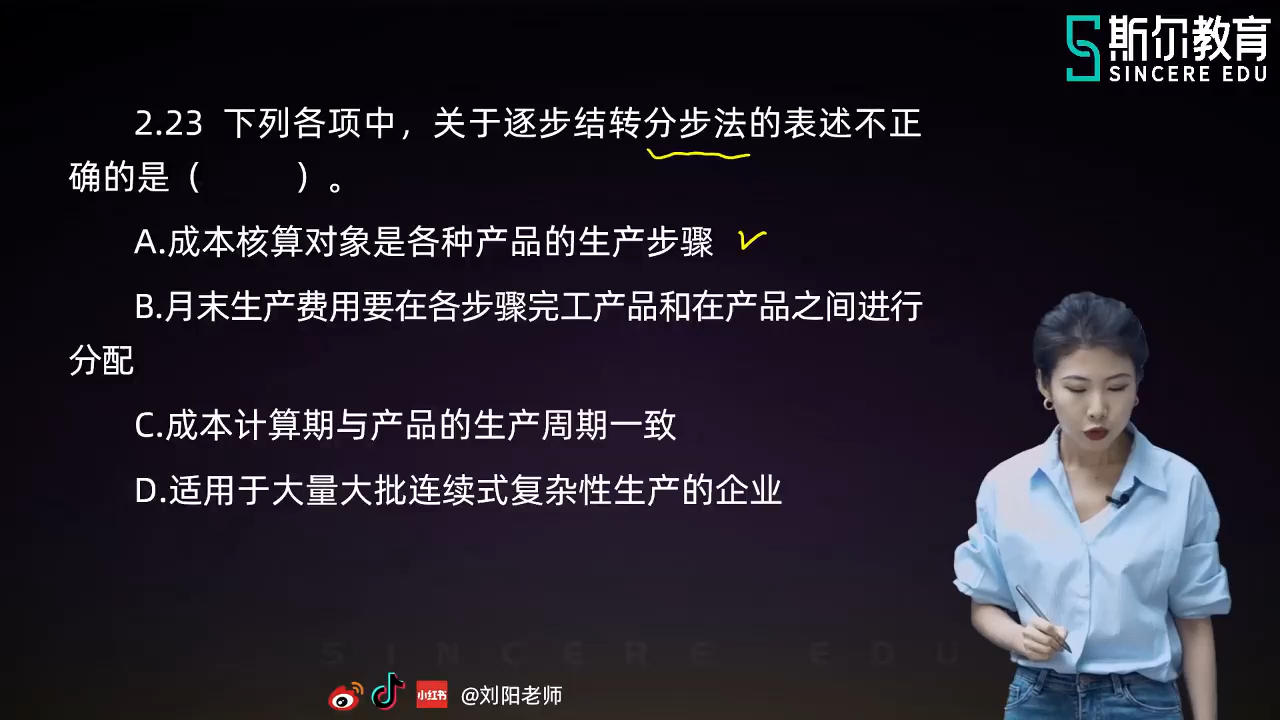 斯尔教育
SINCERE EDU
2.23 下列各项中，关于逐步结转分步法的表述不正
确的是（ ）。
A.成本核算对象是各种产品的生产步骤
B.月末生产费用要在各步骤完工产品和在产品之间进行
分配
C.成本计算期与产品的生产周期一致
D.适用于大量大批连续式复杂性生产的企业
SINCERE EDU
小红书 @刘阳老师